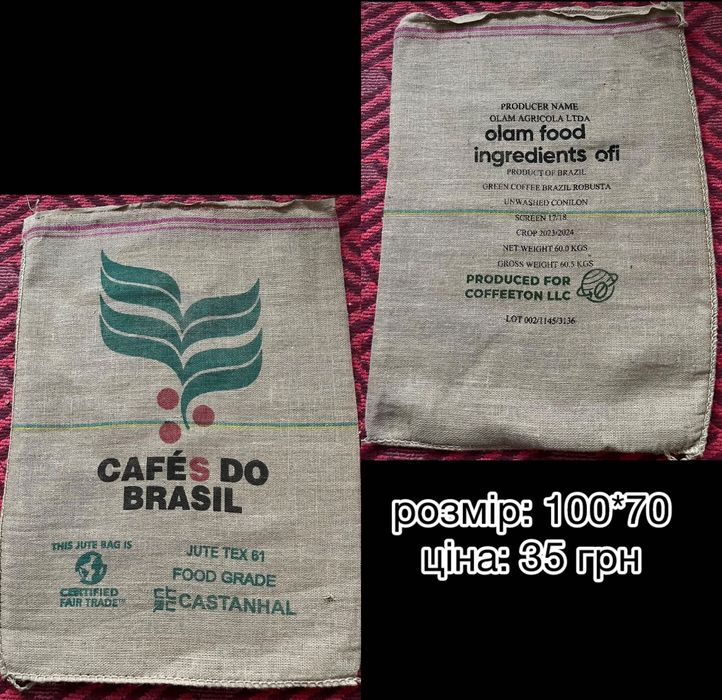 PRODUCER NAME
OLAM AGRICOLA LTDA
olam food
ingredients ofi
PRODUCT OF BRAZIL
GREEN COFFEE BRAZIL ROBUSTA
UNWASHED CONILON
SCREEN 17/18
CROP 2023/2024
NET WEIGHT 60.0 KGS
GROSS WEIGHT 60.5 KGS
PRODUCED FOR
COFFEETON LLC
LOT 002/1145/3136
CAFÉS DO
BRASIL
THIS JUTE BAG IS
CERTIFIED
FAIR TRADE™
JUTE TEX 61
FOOD GRADE
CASTANHAL
розмір: 100*70
ціна: 35 грн